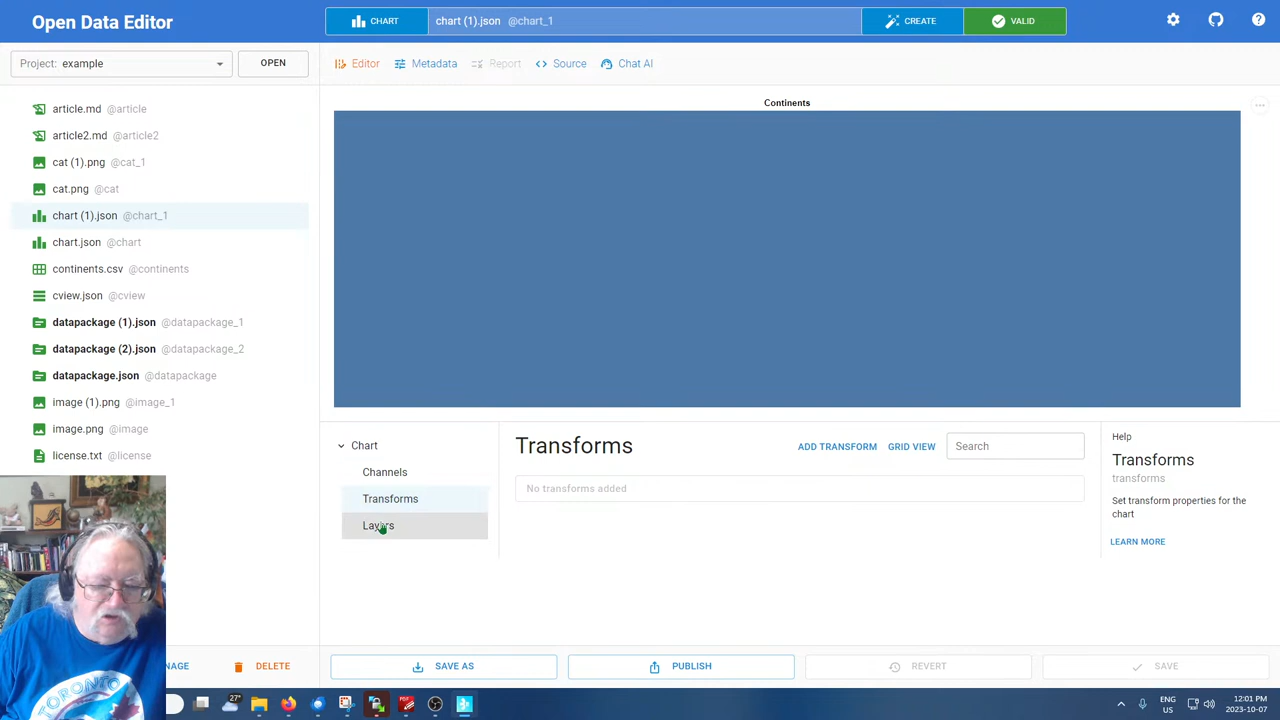 Open Data Editor
CHART
chart (1).json @chart_1
CREATE
VALID
Project: example
OPEN
Editor
Metadata
Report
Source
Chat AI
article.md @article
article2.md @article2
cat (1).png @cat_1
cat.png @cat
chart (1).json @chart_1
chart.json @chart
continents.csv @continents
cview.json @cview
datapackage (1).json @datapackage_1
datapackage (2).json @datapackage_2
datapackage.json @datapackage
image (1).png @image_1
image.png @image
license.txt @license
NAGE
DELETE
Continents
Chart
Channels
Transforms
Layers
Transforms
ADD TRANSFORM
GRID VIEW
Search
No transforms added
Help
Transforms
transforms
Set transform properties for the
chart
LEARN MORE
SAVE AS
PUBLISH
REVERT
SAVE
TORONTO
27°
ENG
US
12:01 PM
2023-10-07